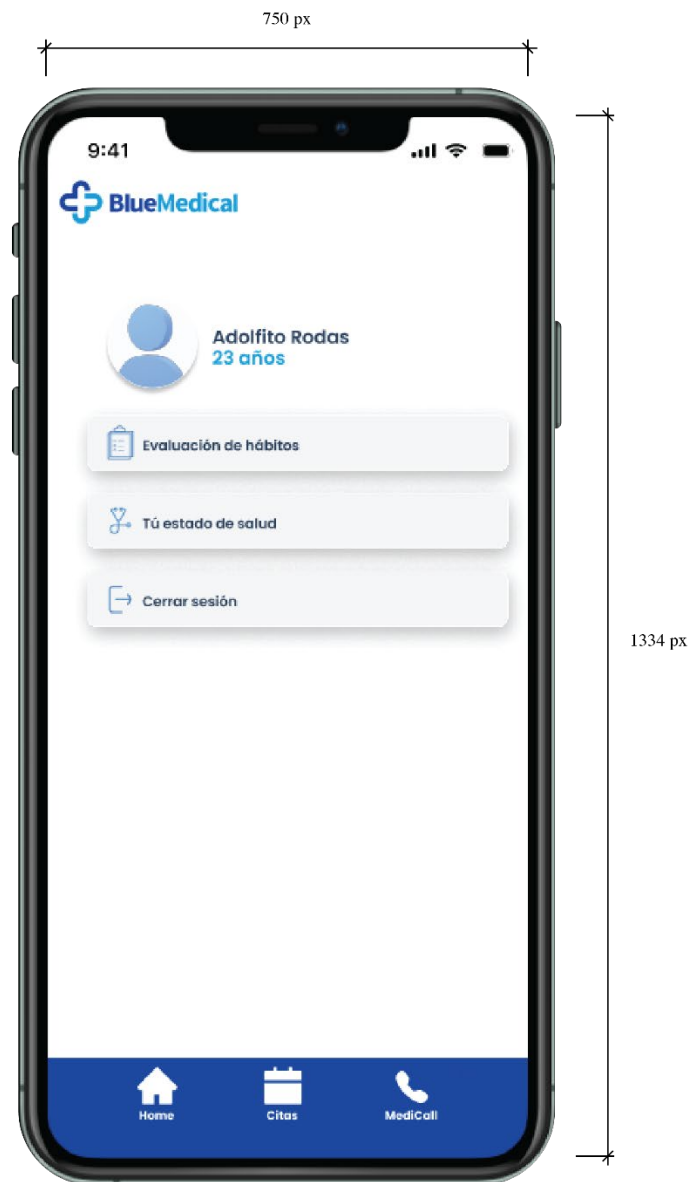 750 px
9:41
BlueMedical
Adolfito Rodas
23 años
Evaluación de hábitos
Tú estado de salud
Cerrar sesión
1334 px
Home
Citas
MediCall